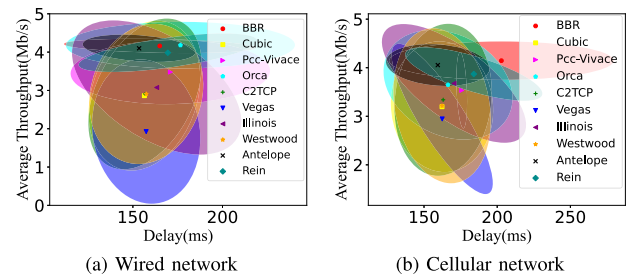 Average Throughput(Mb/s)
5
4
3
2
1
0
150
200
Delay(ms)
BBR
Cubic
Pcc-Vivace
Orca
C2TCP
Vegas
Illinois
Westwood
Antelope
Rein
(a) Wired network
Average Throughput(Mb/s)
4
3
2
150
200
250
Delay(ms)
BBR
Cubic
Pcc-Vivace
Orca
C2TCP
Vegas
Illinois
Westwood
Antelope
Rein
(b) Cellular network